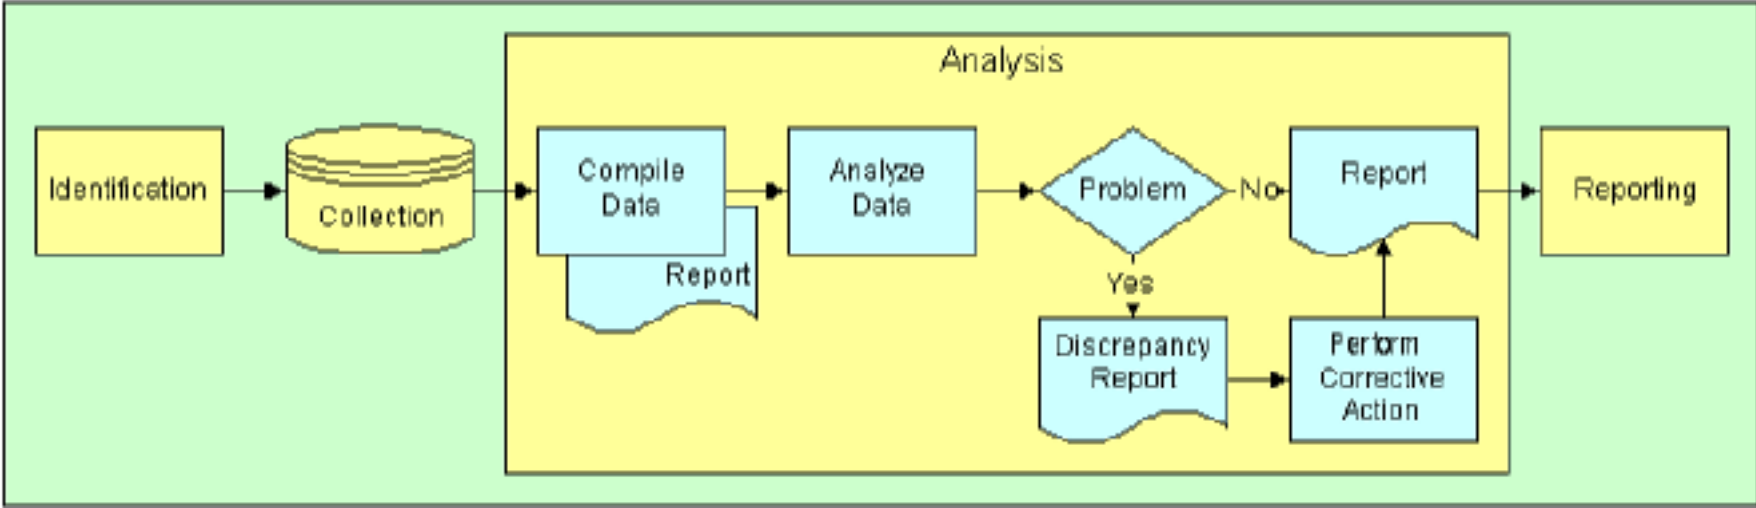 Analysis
Identification
Collection
Compile
Data
Report
Analyze
Data
Problem
No
Yes
Report
Reporting
Discrepancy
Report
Perform
Corrective
Action